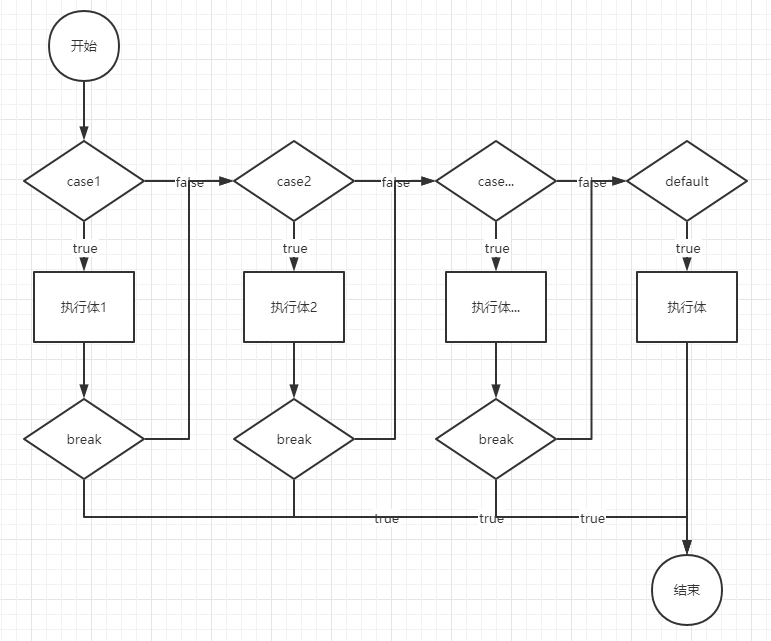 开始
case1
false
case2
false
case...
false
default
true
true
true
true
执行体1
执行体2
执行体...
执行体
break
break
break
true
true
true
结束